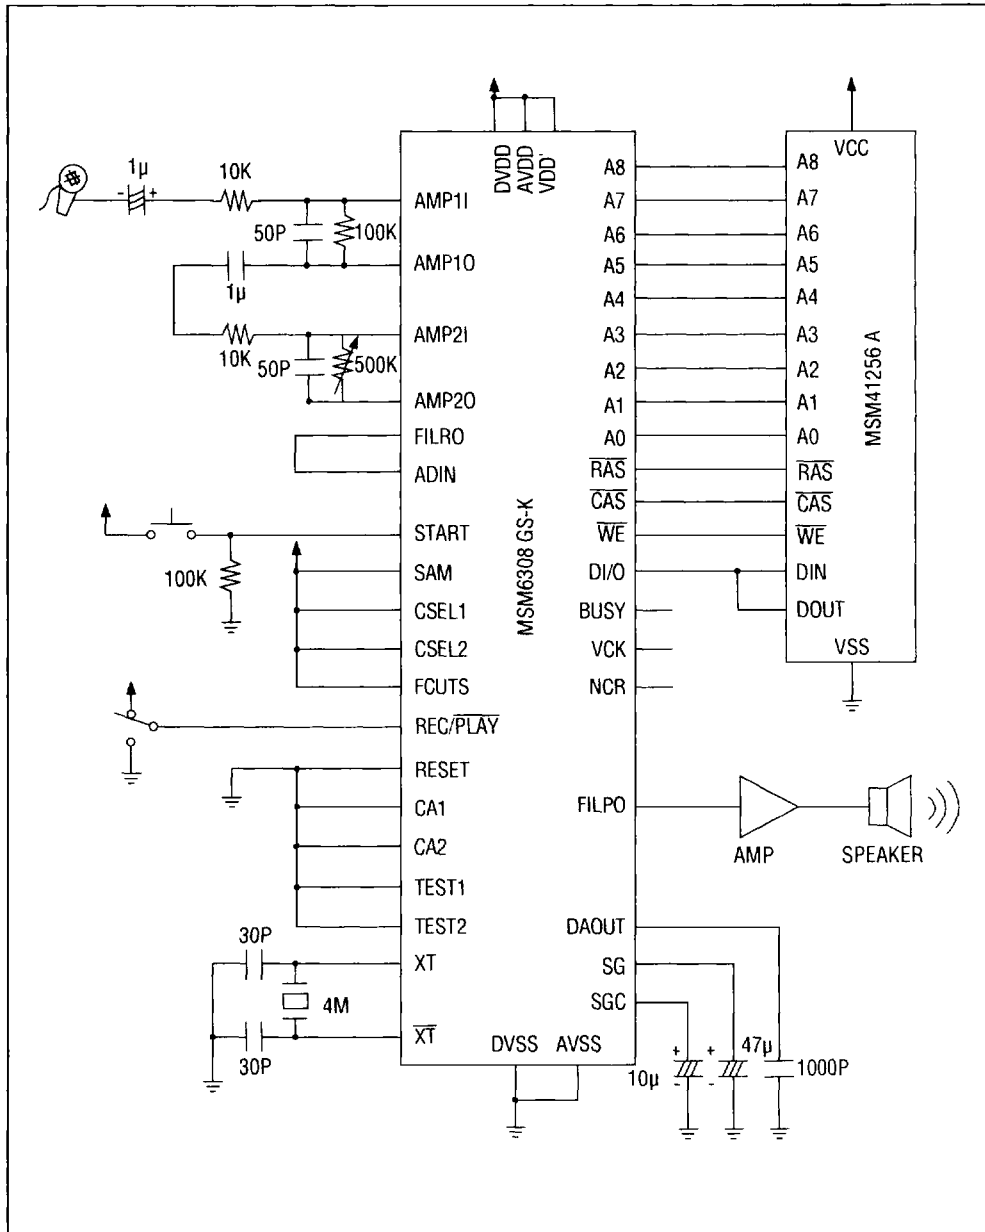 DVDD
AVDD
VDD'
VCC
1μ
- +
10K
50P
100K
1μ
10K
50P
500K
100K
30P
4M
30P
AMP1I
AMP1O
AMP2I
AMP2O
FILRO
ADIN
START
SAM
CSEL1
CSEL2
FCUTS
REC/PLAY
RESET
CA1
CA2
TEST1
TEST2
XT
XT
MSM6308 GS-K
A8
A7
A6
A5
A4
A3
A2
A1
A0
RAS
CAS
WE
DI/O
BUSY
VCK
NCR
FILPO
DAOUT
SG
SGC
DVSS AVSS
A8
A7
A6
A5
A4
A3
A2
A1
A0
RAS
CAS
WE
DIN
DOUT
VSS
MSM41256 A
AMP
SPEAKER
+
-
10μ
+
-
47μ
1000P